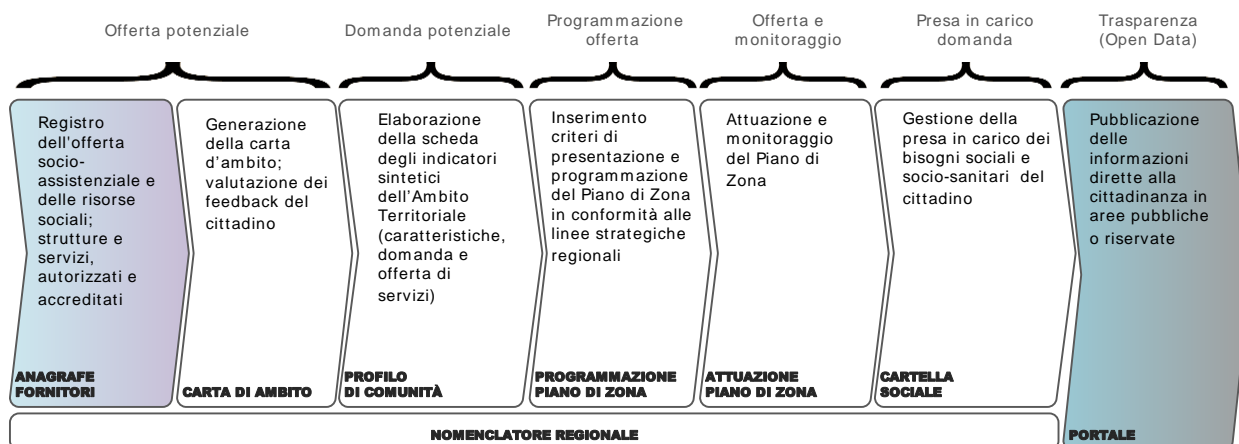 Offerta potenziale
Domanda potenziale
Programmazione
offerta
Offerta e
monitoraggio
Presa in carico
domanda
Trasparenza
(Open Data)
Registro
dell'offerta
socio-
assistenziale e
delle risorse
sociali;
strutture e
servizi,
autorizzati e
accreditati
ANAGRAFE
FORNITORI
Generazione
della carta
d’ambito;
valutazione dei
feedback del
cittadino
CARTA DI AMBITO
Elaborazione
della scheda
degli indicatori
sintetici
dell’Ambito
Territoriale
(caratteristiche,
domanda e
offerta di
servizi)
PROFILO
DI COMUNITÀ
Inserimento
criteri di
presentazione e
programmazione
del Piano di Zona
in conformità alle
linee strategiche
regionali
PROGRAMMAZIONE
PIANO DI ZONA
Attuazione e
monitoraggio
del Piano di
Zona
ATTUAZIONE
PIANO DI ZONA
Gestione della
presa in carico dei
bisogni sociali e
socio-sanitari del
cittadino
CARTELLA
SOCIALE
Pubblicazione
delle
informazioni
dirette alla
cittadinanza in
aree pubbliche
o riservate
PORTALE
NOMENCLATORE REGIONALE